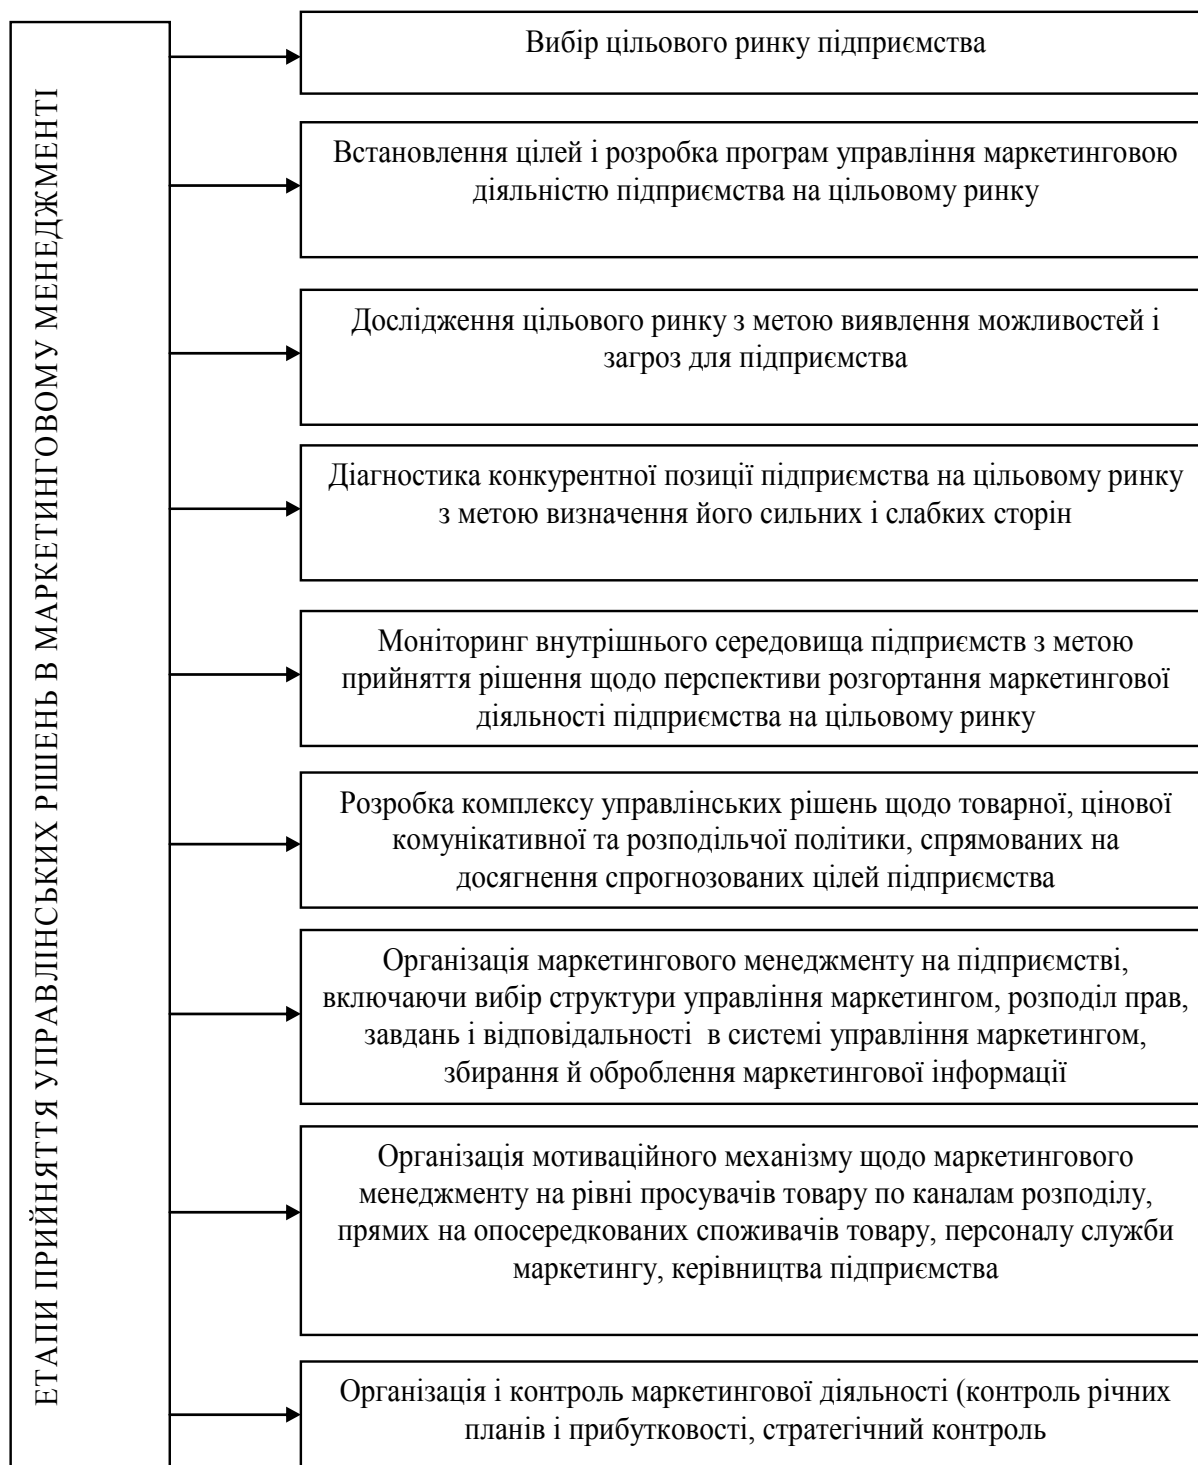 ЕТАПИ ПРИЙНЯТТЯ УПРАВЛІНСЬКИХ РІШЕНЬ В МАРКЕТИНГОВОМУ МЕНЕДЖМЕНТІ
Вибір цільового ринку підприємства
Встановлення цілей і розробка програм управління маркетинговою
діяльністю підприємства на цільовому ринку
Дослідження цільового ринку з метою виявлення можливостей і
загроз для підприємства
Діагностика конкурентної позиції підприємства на цільовому ринку
з метою визначення його сильних і слабких сторін
Моніторинг внутрішнього середовища підприємств з метою
прийняття рішення щодо перспективи розгортання маркетингової
діяльності підприємства на цільовому ринку
Розробка комплексу управлінських рішень щодо товарної, цінової
комунікативної та розподільчої політики, спрямованих на
досягнення спрогнозованих цілей підприємства
Організація маркетингового менеджменту на підприємстві,
включаючи вибір структури управління маркетингом, розподіл прав,
завдань і відповідальності  в системі управління маркетингом,
збирання й оброблення маркетингової інформації
Організація мотиваційного механізму щодо маркетингового
менеджменту на рівні просувачів товару по каналам розподілу,
прямих на опосередкованих споживачів товару, персоналу служби
маркетингу, керівництва підприємства
Організація і контроль маркетингової діяльності (контроль річних
планів і прибутковості, стратегічний контроль